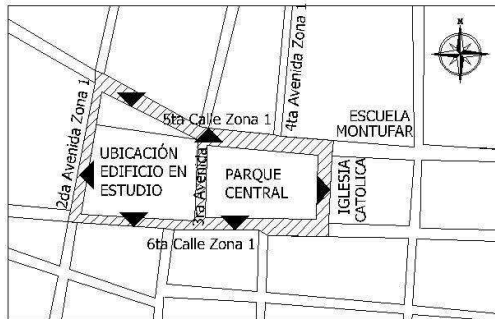 N
2da Avenida Zona 1
5ta Calle Zona 1
4ta Avenida Zona 1
ESCUELA
MONTUFAR
UBICACIÓN
EDIFICIO EN
ESTUDIO
3ra Avenida
PARQUE
CENTRAL
IGLESIA
CATOLICA
6ta Calle Zona 1